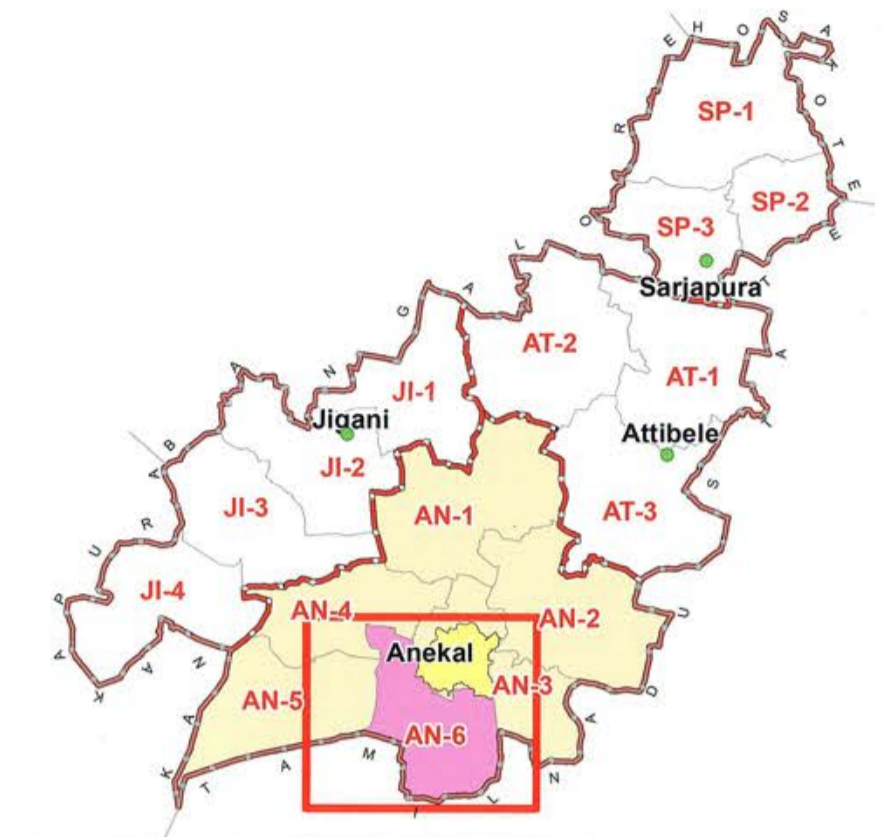 H O S A K O T E
SP-1
SP-2
SP-3
Sarjapura
B A N G A L O R E
AT-2
AT-1
JI-1
Jigani
Attibele
JI-2
JI-3
AN-1
AT-3
S T A T E
JI-4
AN-4
AN-2
Anekal
AN-3
AN-5
AN-6
K A N A K A P U R A
T A M I L N A D U